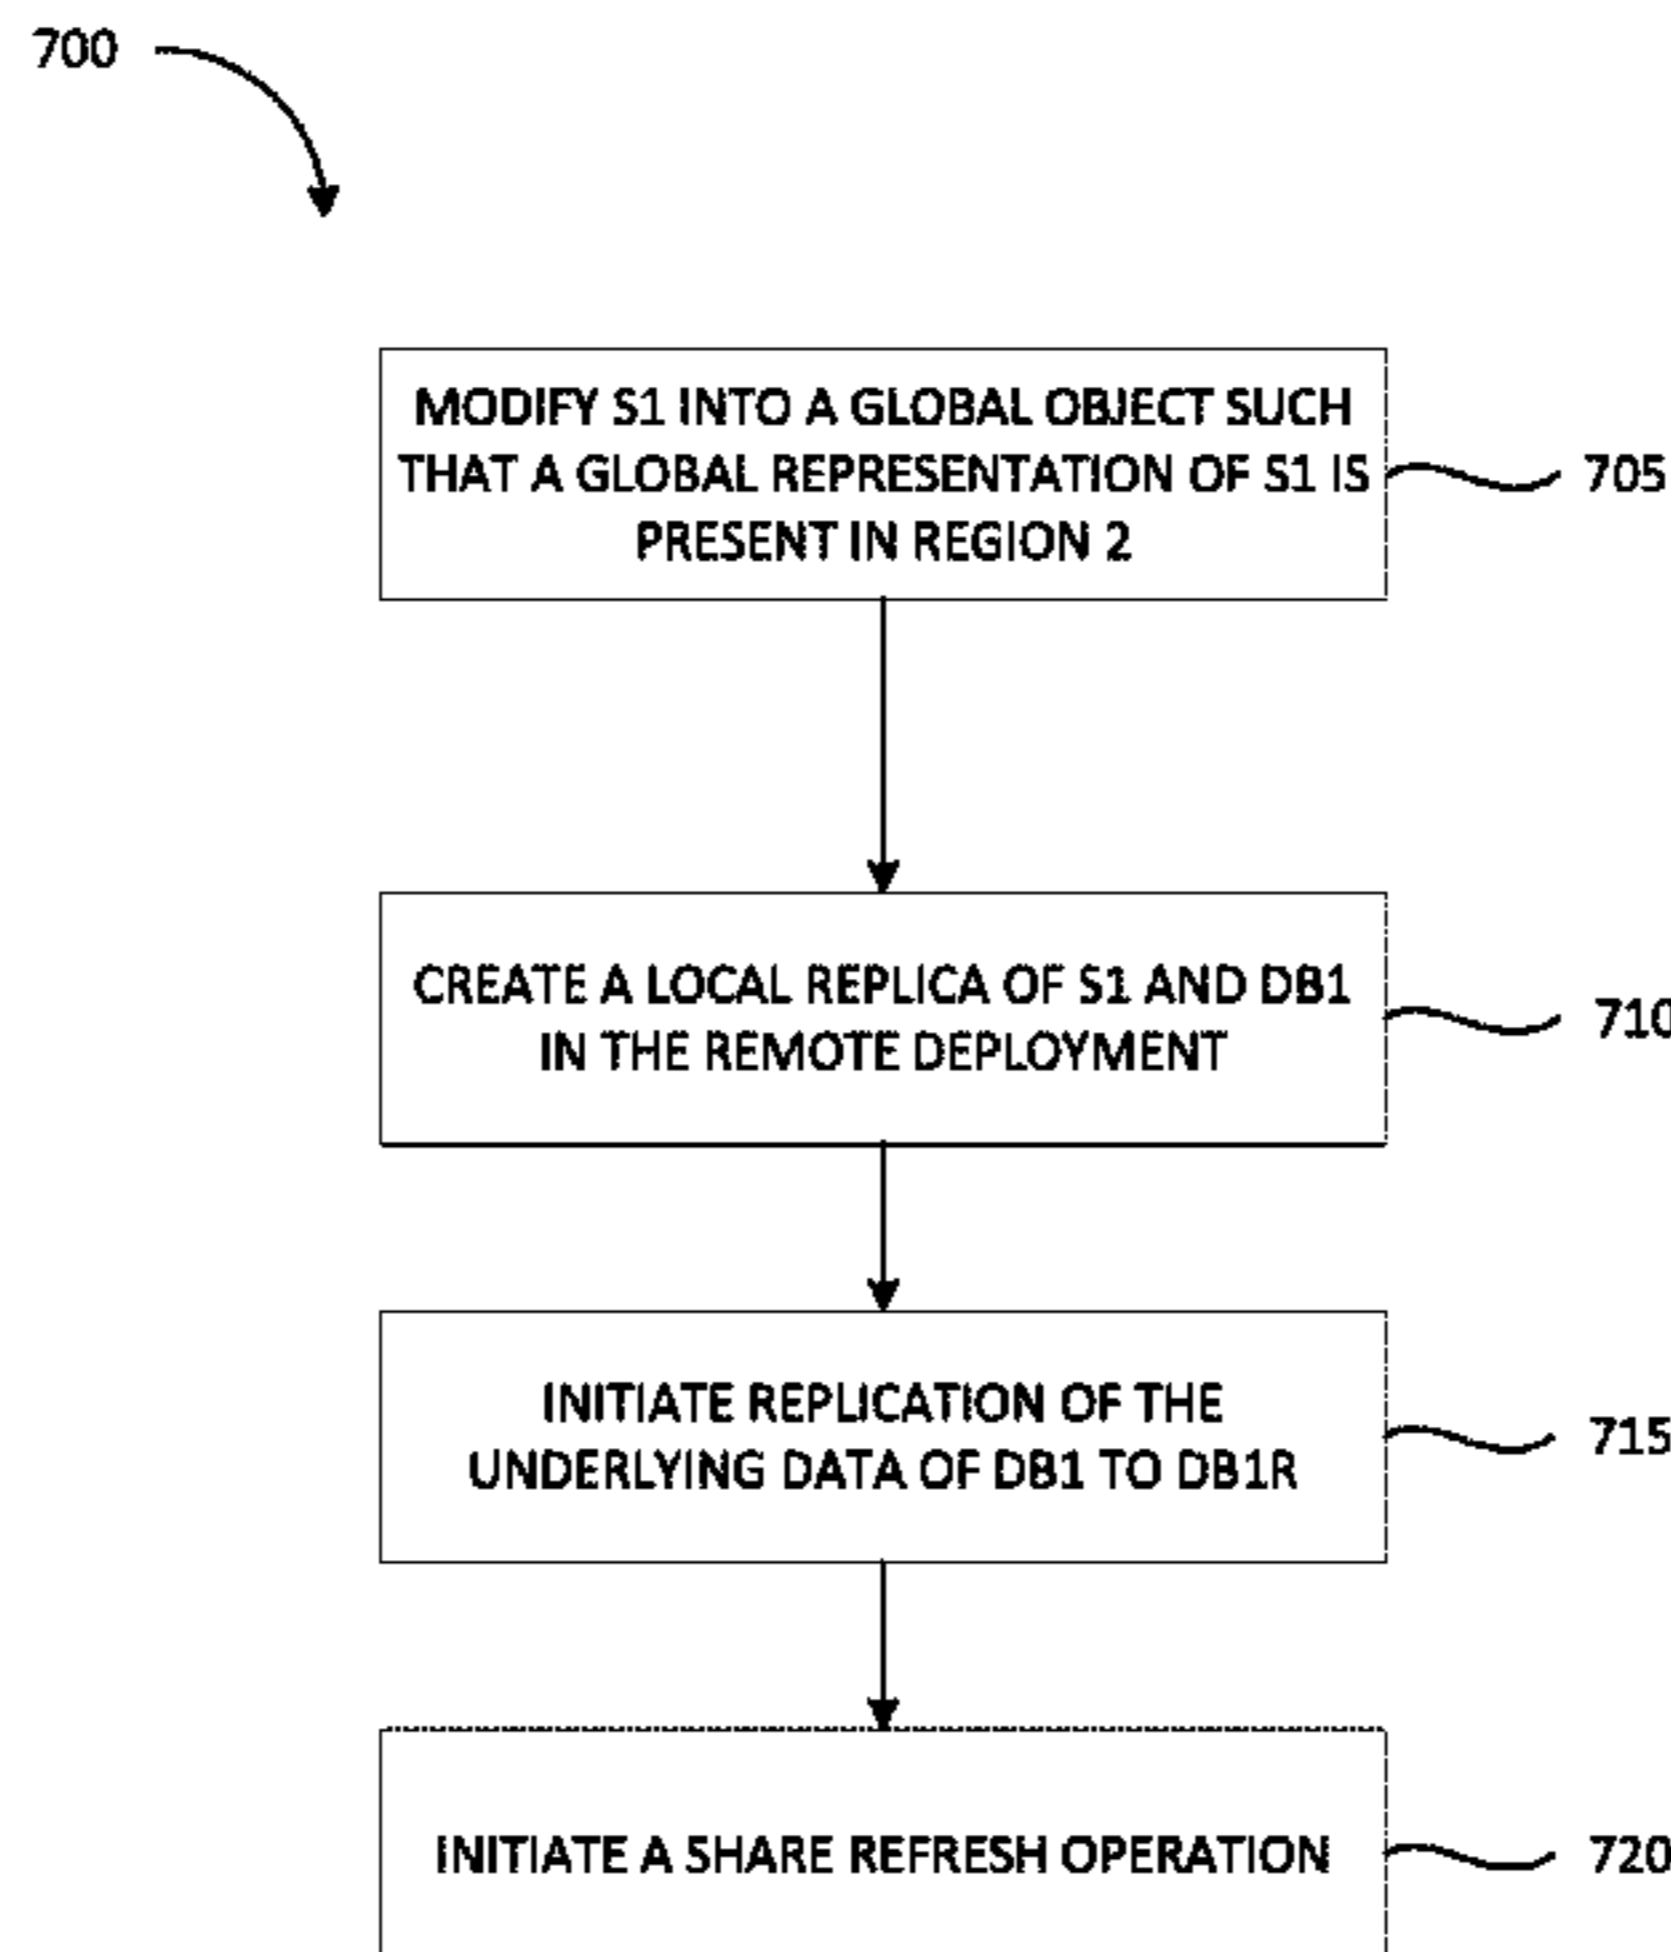 700
MODIFY S1 INTO A GLOBAL OBJECT SUCH
THAT A GLOBAL REPRESENTATION OF S1 IS
PRESENT IN REGION 2
705
CREATE A LOCAL REPLICA OF S1 AND DB1
IN THE REMOTE DEPLOYMENT
710
INITIATE REPLICATION OF THE
UNDERLYING DATA OF DB1 TO DB1R
715
INITIATE A SHARE REFRESH OPERATION
720